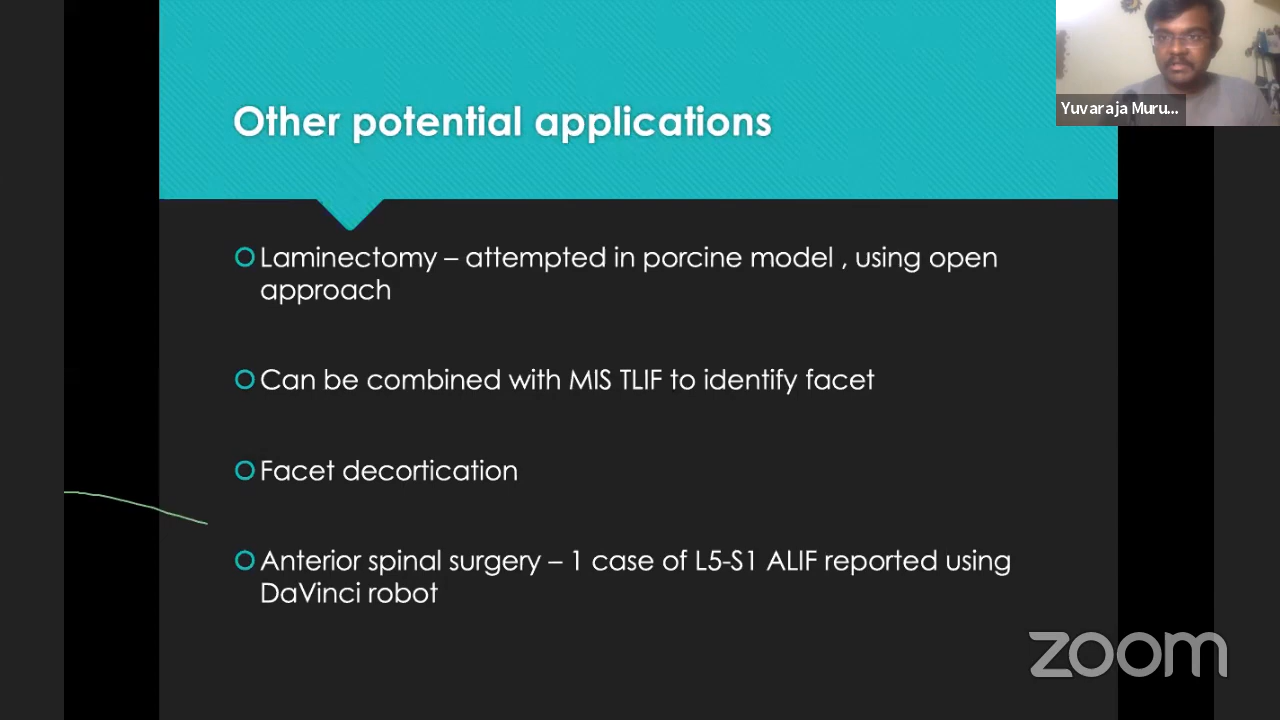 Other potential applications
Yuvaraja Muru...
Laminectomy – attempted in porcine model , using open
approach
Can be combined with MIS TLIF to identify facet
Facet decortication
Anterior spinal surgery – 1 case of L5-S1 ALIF reported using
DaVinci robot
zoom